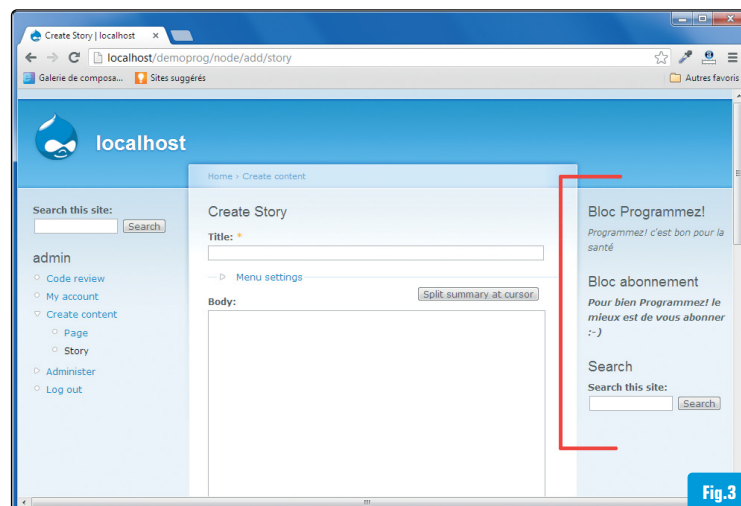 Create Story | localhost
localhost/demoprog/node/add/story
Galerie de composa... Sites suggérés Autres favoris
localhost
Home › Create content
Search this site:
Search
admin
Code review
My account
Create content
Page
Story
Administer
Log out
Create Story
Title: *
Menu settings
Body:
Split summary at cursor
Bloc Programmez!
Programmez! c'est bon pour la
santé
Bloc abonnement
Pour bien Programmez! le
mieux est de vous abonner
:-)
Search
Search this site:
Search
Fig.3